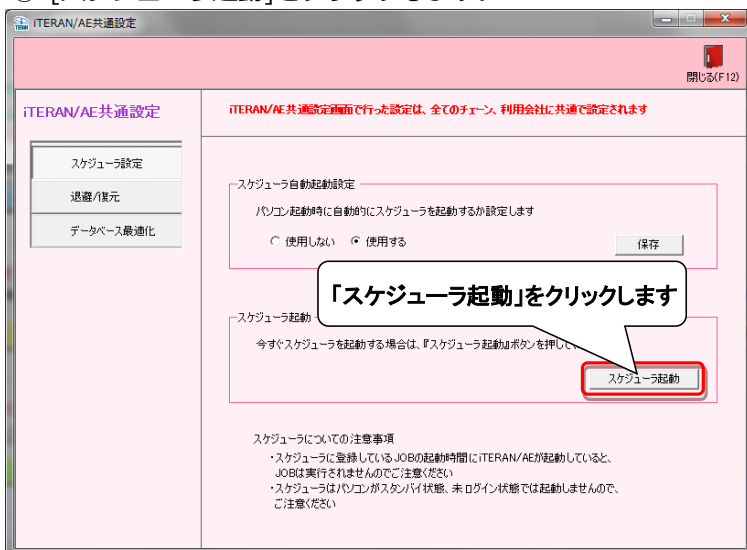 iTERAN/AE共通設定
閉じる(F12)
iTERAN/AE共通設定
iTERAN/AE共通設定画面で行った設定は、全てのチェーン、利用会社に共通で設定されます
スケジューラ設定
退避/復元
データベース最適化
スケジューラ自動起動設定
パソコン起動時に自動的にスケジューラを起動するか設定します
使用しない 使用する
保存
「スケジューラ起動」をクリックします
スケジューラ起動
今すぐスケジューラを起動する場合は、『スケジューラ起動』ボタンを押して
スケジューラ起動
スケジューラについての注意事項
・スケジューラに登録しているJOBの起動時間にiTERAN/AEが起動していると、
JOBは実行されませんのでご注意ください
・スケジューラはパソコンがスタンバイ状態、未ログイン状態では起動しませんので、
ご注意ください